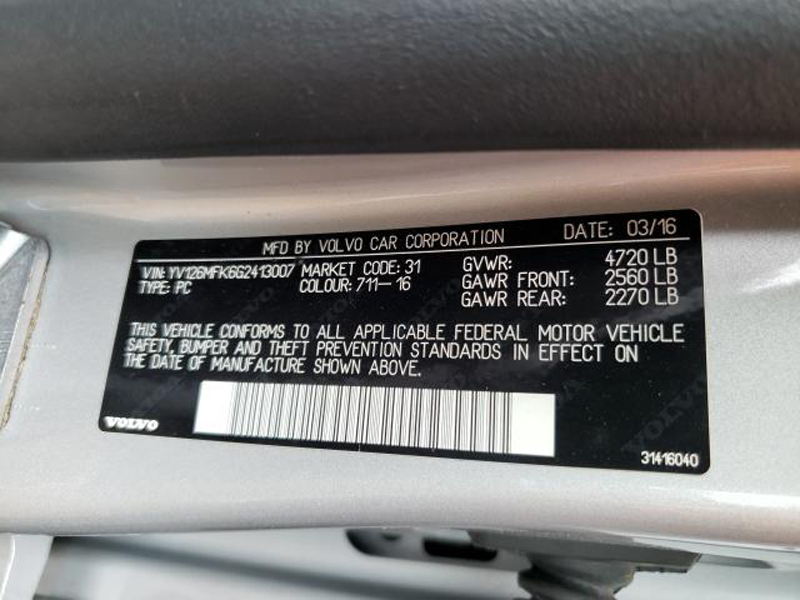 MFD BY VOLVO CAR CORPORATION DATE: 03/16
VIN: YV126MFK6G2413007 MARKET CODE: 31 GVWR: 4720 LB
TYPE: PC COLOUR: 711-16 GAWR FRONT: 2560 LB
GAWR REAR: 2270 LB
THIS VEHICLE CONFORMS TO ALL APPLICABLE FEDERAL MOTOR VEHICLE
SAFETY, BUMPER AND THEFT PREVENTION STANDARDS IN EFFECT ON
THE DATE OF MANUFACTURE SHOWN ABOVE.
VOLVO
31416040